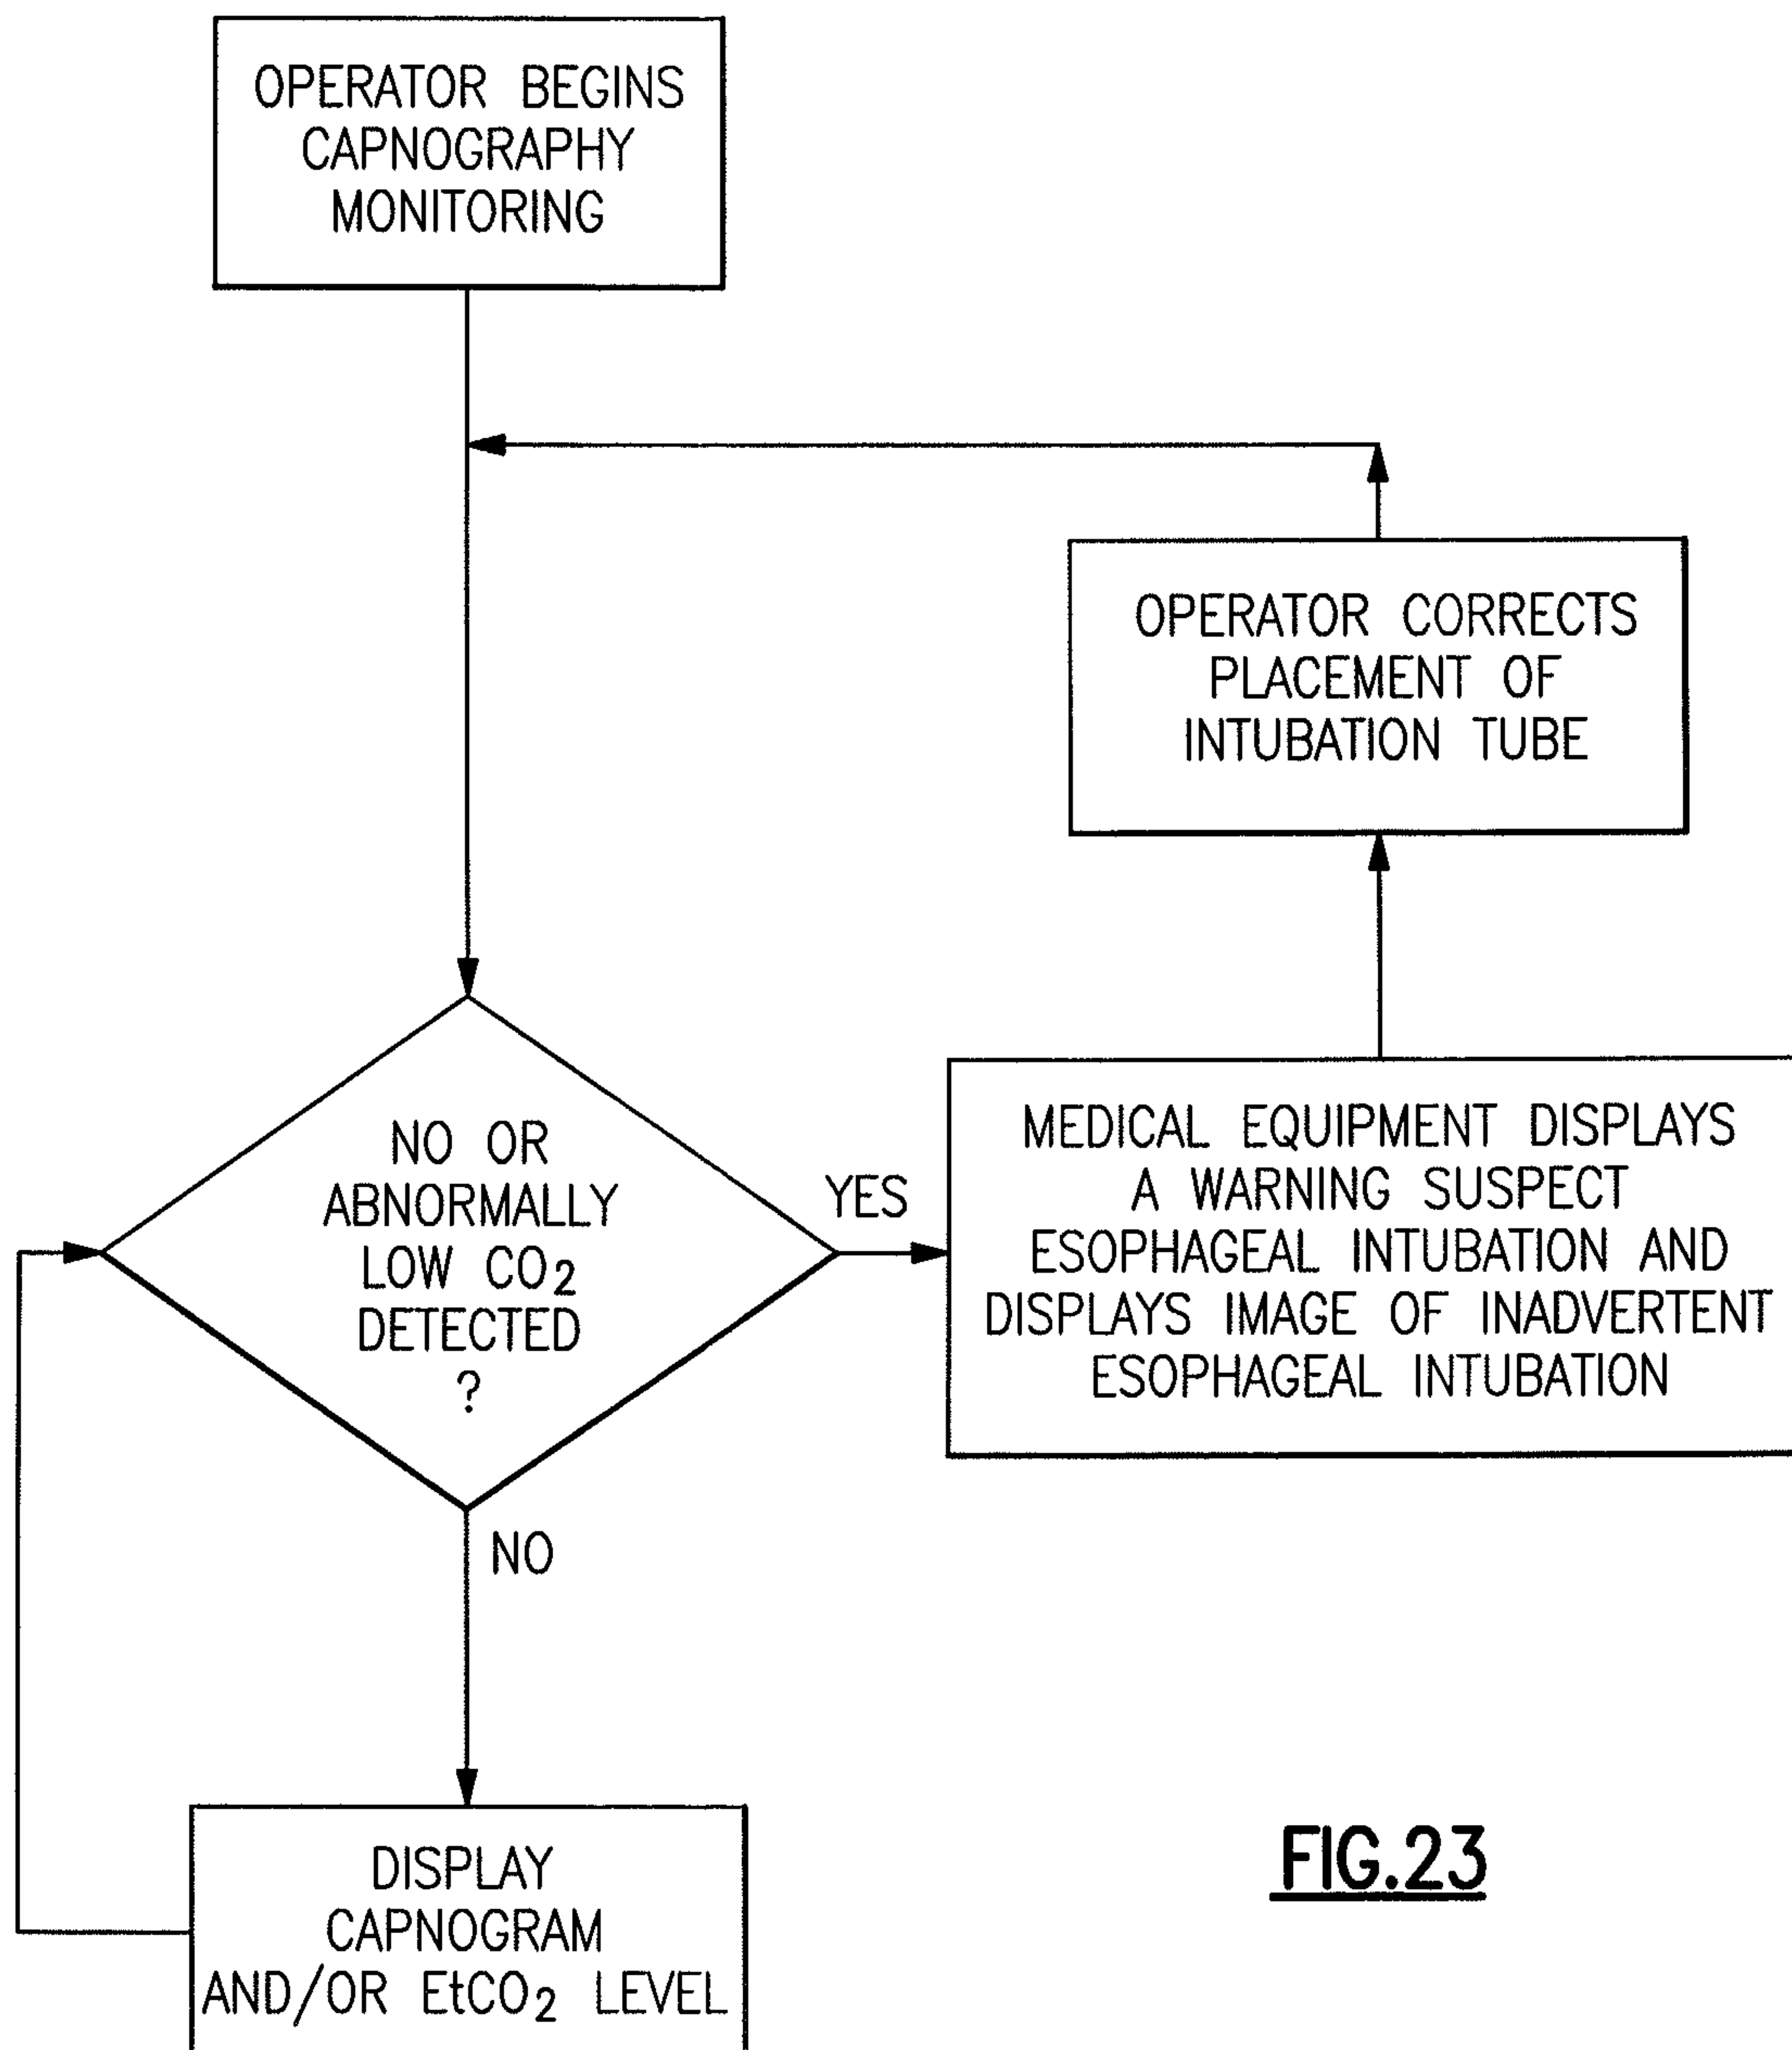 OPERATOR BEGINS
CAPNOGRAPHY
MONITORING
OPERATOR CORRECTS
PLACEMENT OF
INTUBATION TUBE
NO OR
ABNORMALLY
LOW CO₂
DETECTED
?
YES
MEDICAL EQUIPMENT DISPLAYS
A WARNING SUSPECT
ESOPHAGEAL INTUBATION AND
DISPLAYS IMAGE OF INADVERTENT
ESOPHAGEAL INTUBATION
NO
DISPLAY
CAPNOGRAM
AND/OR EtCO₂ LEVEL
FIG.23